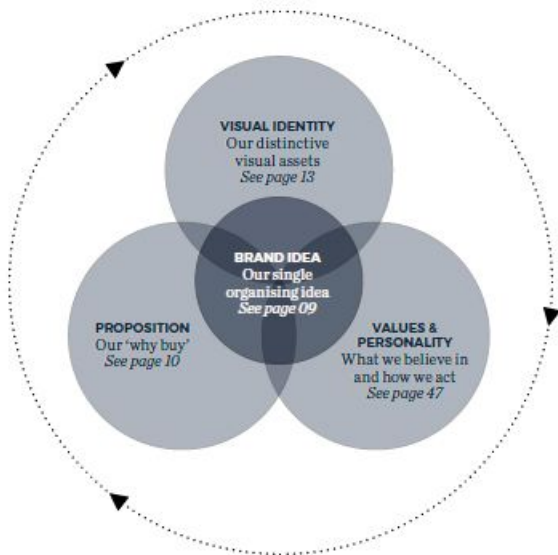 VISUAL IDENTITY
Our distinctive
visual assets
See page 13
BRAND IDEA
Our single
organising idea
See page 09
PROPOSITION
Our ‘why buy’
See page 10
VALUES &
PERSONALITY
What we believe in
and how we act
See page 47